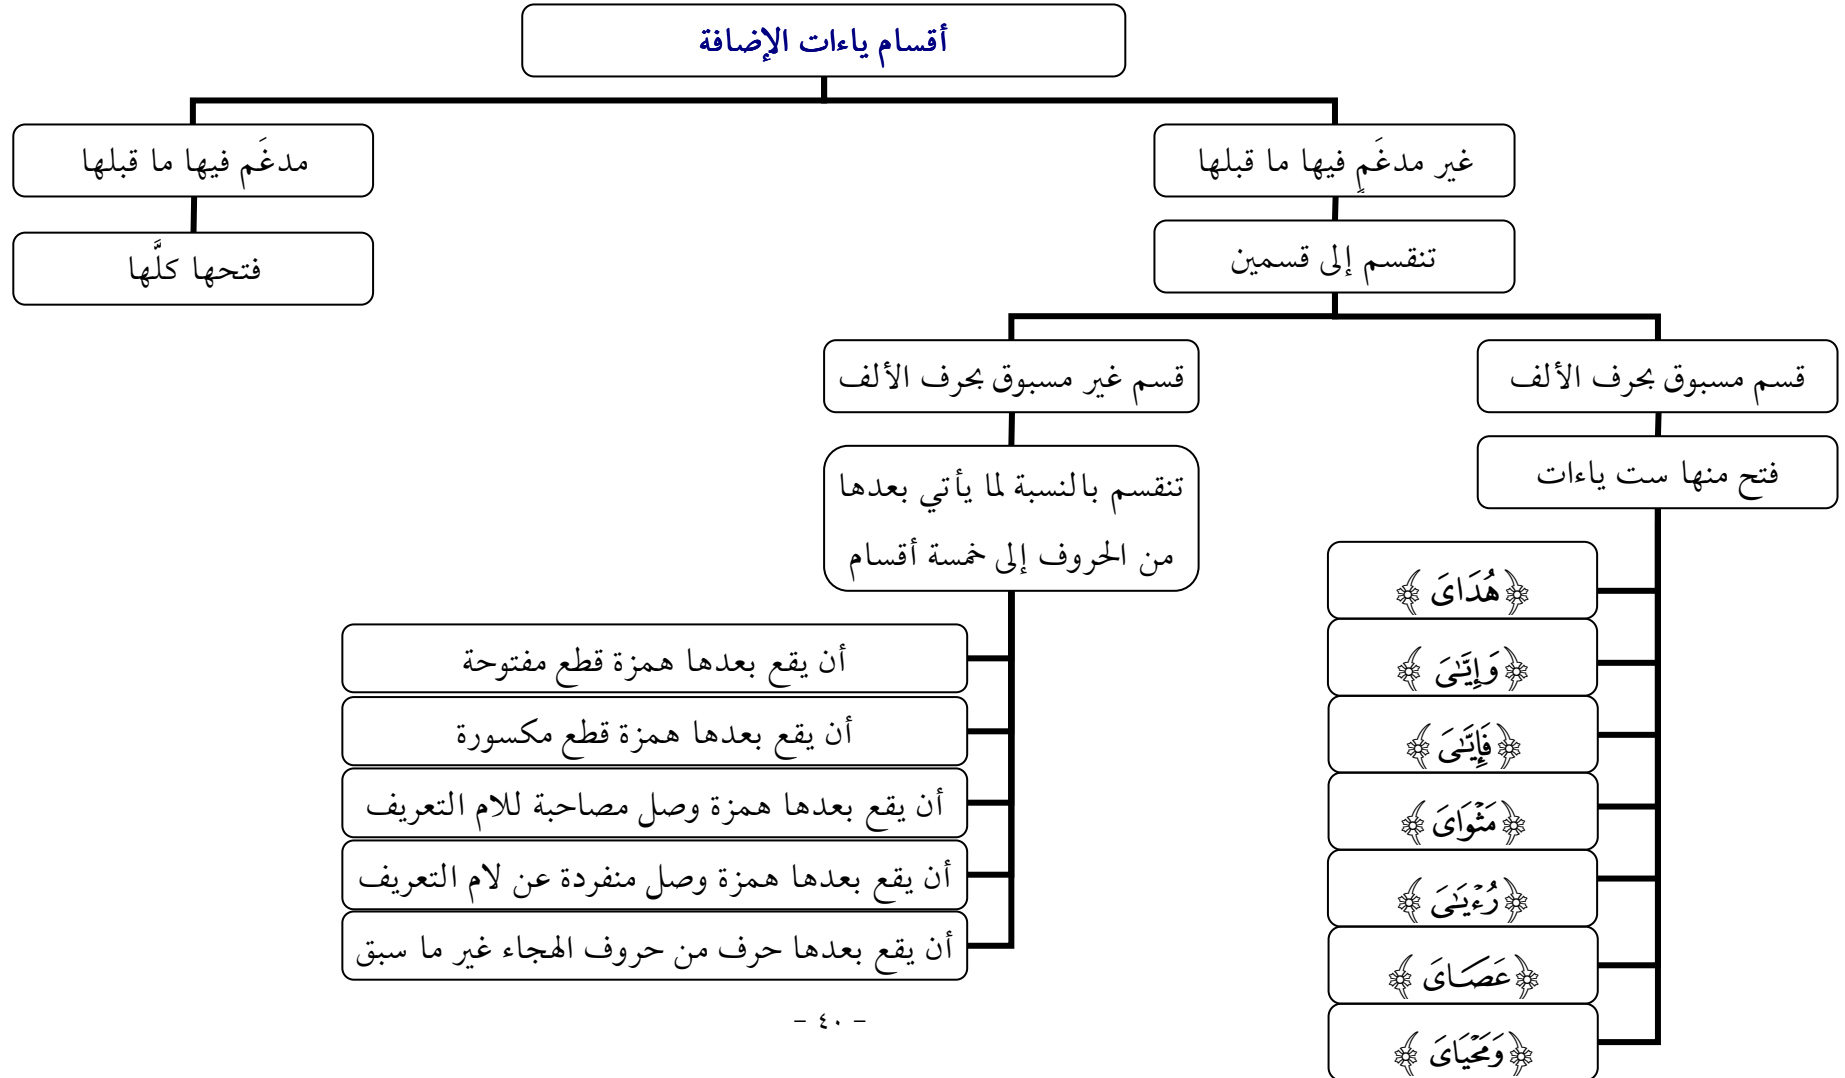 أقسام ياءات الإضافة
غير مدغَمٍ فيها ما قبلها
مدغَم فيها ما قبلها
تنقسم إلى قسمين
فتحها كلَّها
قسم مسبوق بحرف الألف
قسم غير مسبوق بحرف الألف
فتح منها ست ياءات
تنقسم بالنسبة لما يأتي بعدها
من الحروف إلى خمسة أقسام
﴿هُدَاىَ﴾
﴿وَإِيَّٰىَ﴾
﴿فَإِيَّٰىَ﴾
﴿مَثْوَاىَ﴾
﴿رُءْيَٰىَ﴾
﴿عَصَاىَ﴾
﴿وَمَحْيَاىَ﴾
أن يقع بعدها همزة قطع مفتوحة
أن يقع بعدها همزة قطع مكسورة
أن يقع بعدها همزة وصل مصاحبة للام التعريف
أن يقع بعدها همزة وصل منفردة عن لام التعريف
أن يقع بعدها حرف من حروف الهجاء غير ما سبق
- ٤٠ -